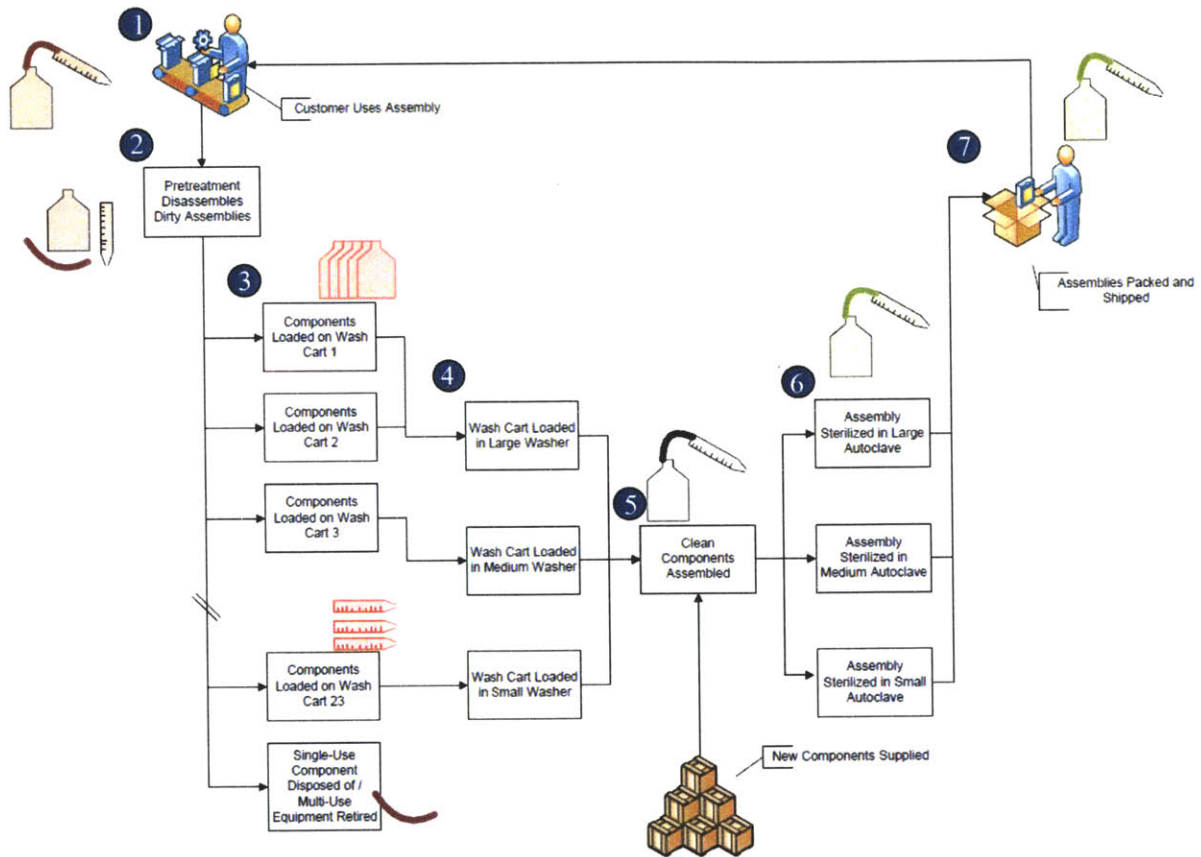 1
Customer Uses Assembly
2
Pretreatment
Disassembles
Dirty Assemblies
3
Components
Loaded on Wash
Cart 1
Components
Loaded on Wash
Cart 2
Components
Loaded on Wash
Cart 3
Components
Loaded on Wash
Cart 23
Single-Use
Component
Disposed of /
Multi-Use
Equipment Retired
4
Wash Cart Loaded
in Large Washer
Wash Cart Loaded
in Medium Washer
Wash Cart Loaded
in Small Washer
5
Clean
Components
Assembled
New Components Supplied
6
Assembly
Sterilized in Large
Autoclave
Assembly
Sterilized in
Medium Autoclave
Assembly
Sterilized in Small
Autoclave
7
Assemblies Packed and
Shipped